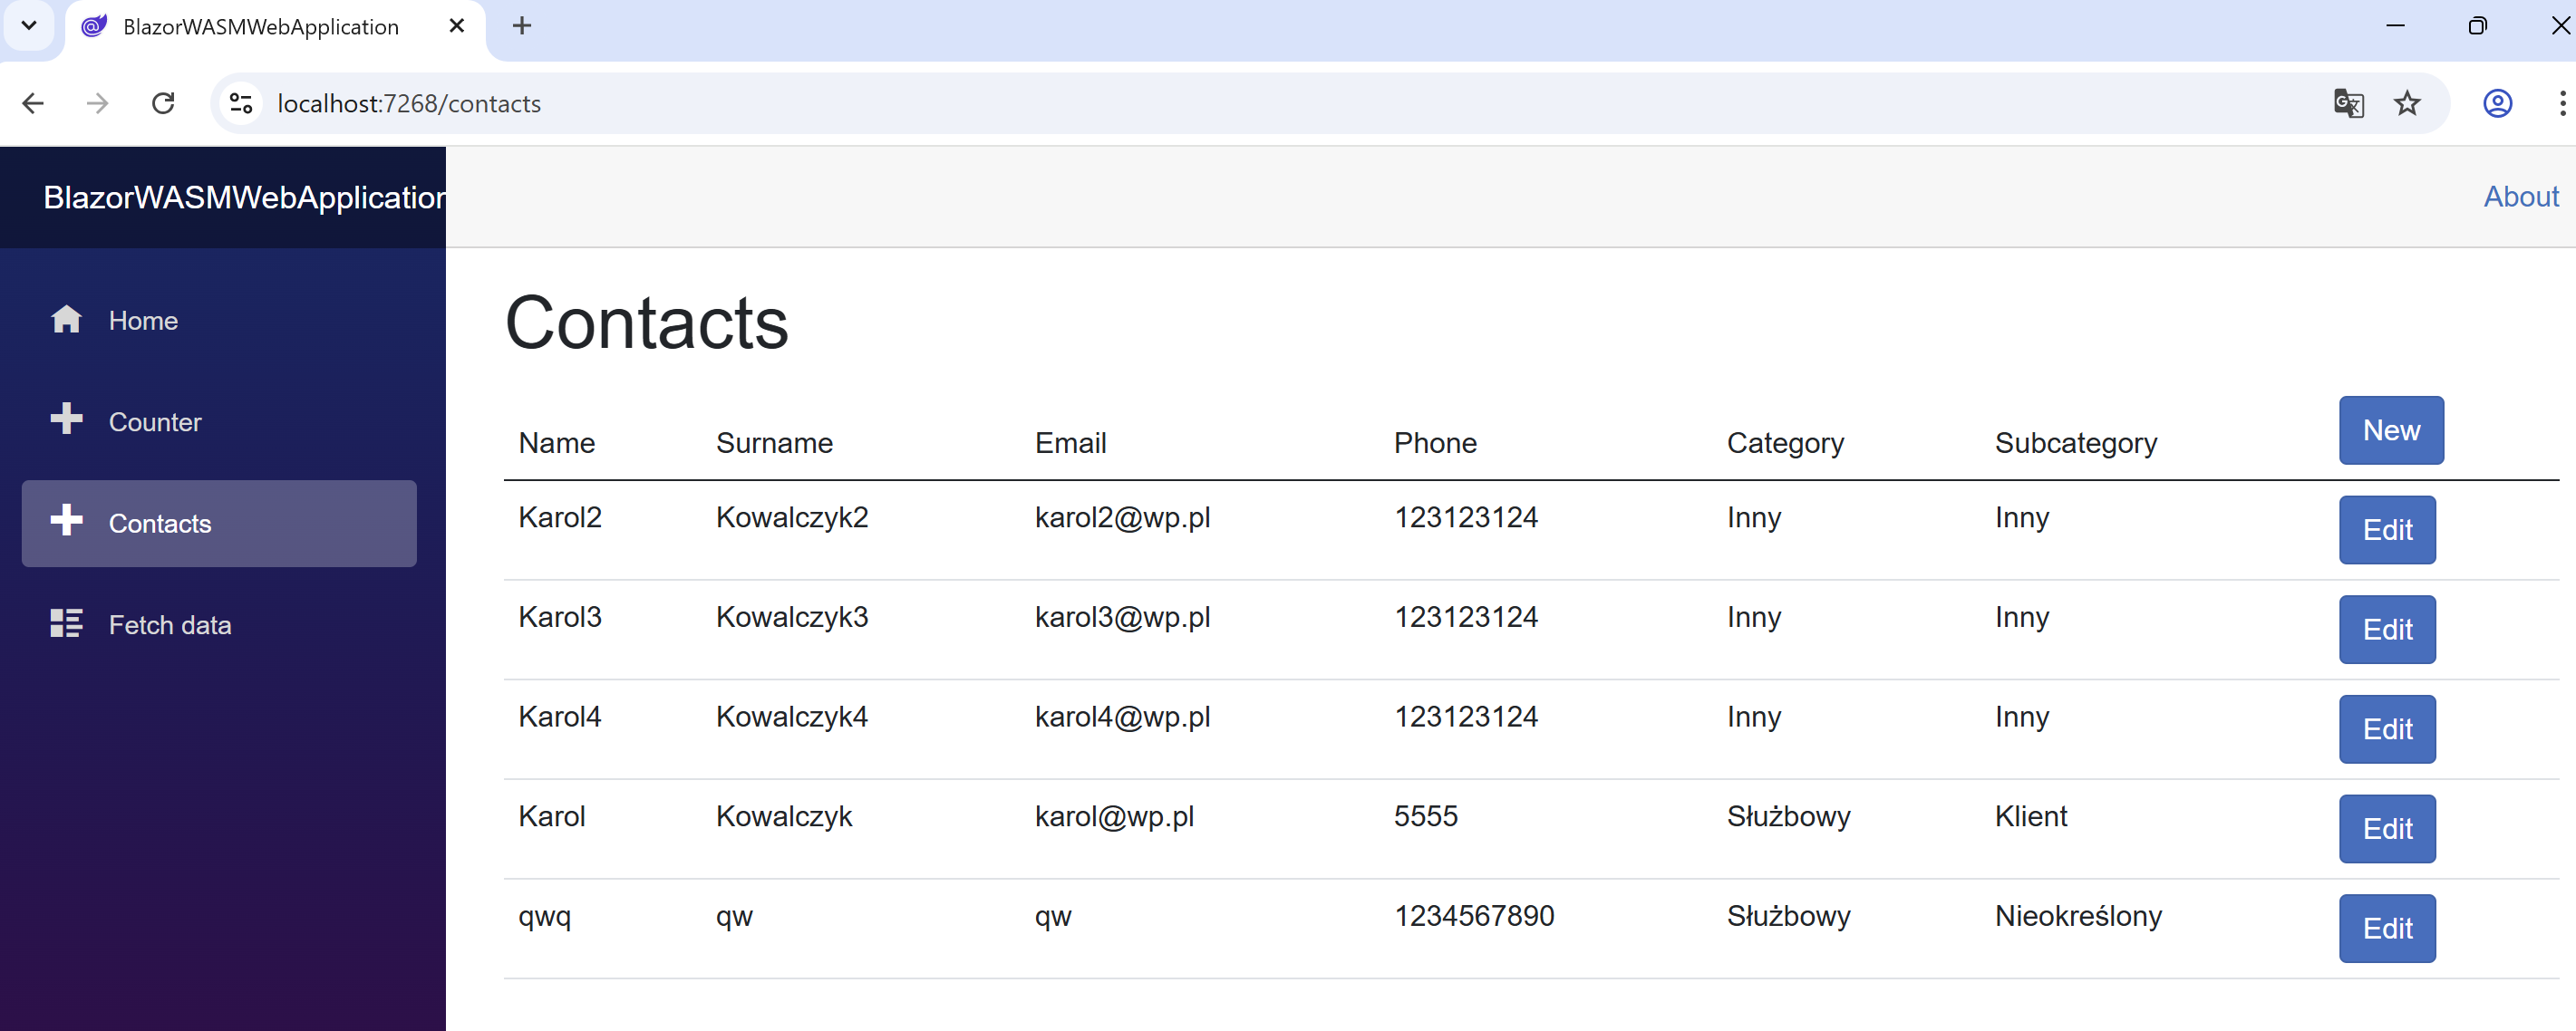 BlazorWASMWebApplication
localhost:7268/contacts
BlazorWASMWebApplication
About
Home
Counter
Contacts
Fetch data
Contacts
Name Surname Email Phone Category Subcategory New
Karol2 Kowalczyk2 karol2@wp.pl 123123124 Inny Inny Edit
Karol3 Kowalczyk3 karol3@wp.pl 123123124 Inny Inny Edit
Karol4 Kowalczyk4 karol4@wp.pl 123123124 Inny Inny Edit
Karol Kowalczyk karol@wp.pl 5555 Służbowy Klient Edit
qwq qw qw 1234567890 Służbowy Nieokreślony Edit